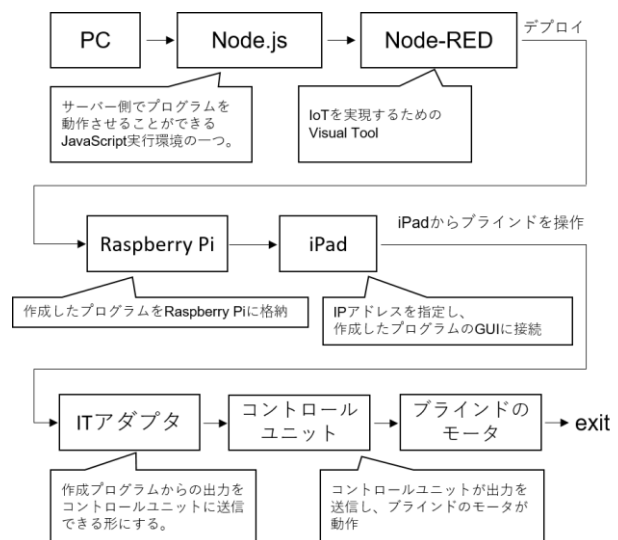 PC
Node.js
Node-RED
デプロイ
サーバー側でプログラムを
動作させることができる
JavaScript実行環境の一つ。
IoTを実現するための
Visual Tool
Raspberry Pi
iPad
iPadからブラインドを操作
作成したプログラムをRaspberry Piに格納
IPアドレスを指定し、
作成したプログラムのGUIに接続
ITアダプタ
コントロール
ユニット
ブラインドの
モータ
exit
作成プログラムからの出力を
コントロールユニットに送信
できる形にする。
コントロールユニットが出力を
送信し、ブラインドのモータが
動作